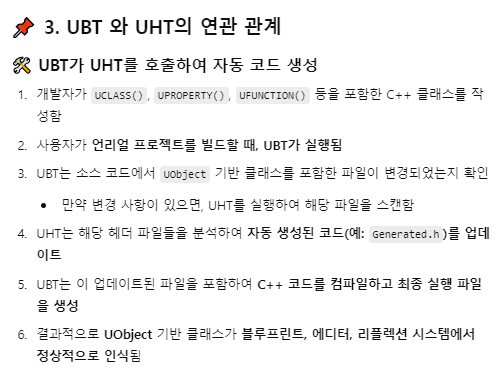 📌 3. UBT 와 UHT의 연관 관계
🛠 UBT가 UHT를 호출하여 자동 코드 생성
1. 개발자가 UCLASS(), UPROPERTY(), UFUNCTION() 등을 포함한 C++ 클래스를 작
성함
2. 사용자가 언리얼 프로젝트를 빌드할 때, UBT가 실행됨
3. UBT는 소스 코드에서 UObject 기반 클래스를 포함한 파일이 변경되었는지 확인
• 만약 변경 사항이 있으면, UHT를 실행하여 해당 파일을 스캔함
4. UHT는 해당 헤더 파일들을 분석하여 자동 생성된 코드(예: Generated.h)를 업데
이트
5. UBT는 이 업데이트된 파일을 포함하여 C++ 코드를 컴파일하고 최종 실행 파일
을 생성
6. 결과적으로 UObject 기반 클래스가 블루프린트, 에디터, 리플렉션 시스템에서
정상적으로 인식됨